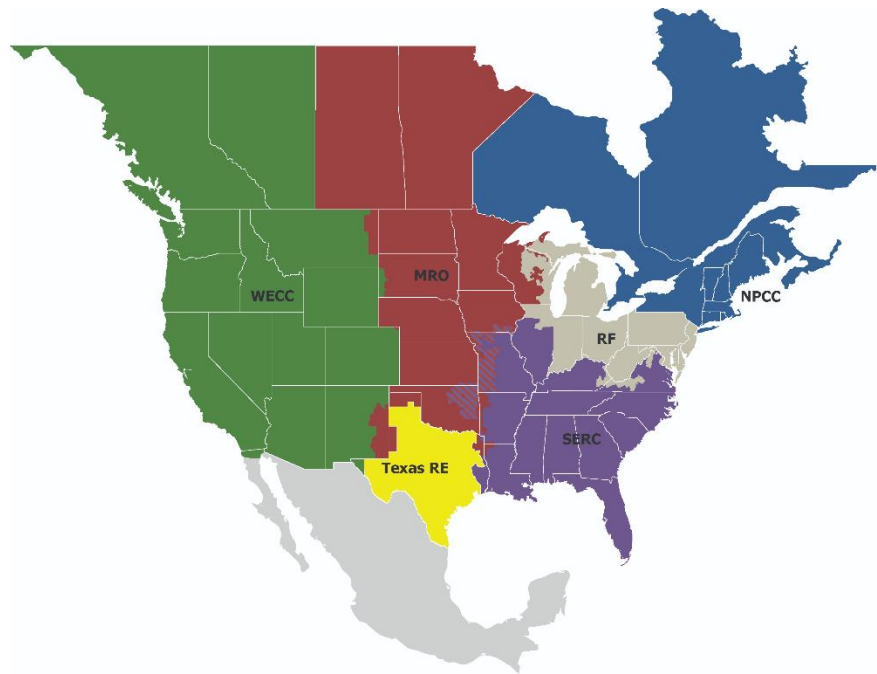 MRO
WECC
NPCC
RF
SERC
Texas RE